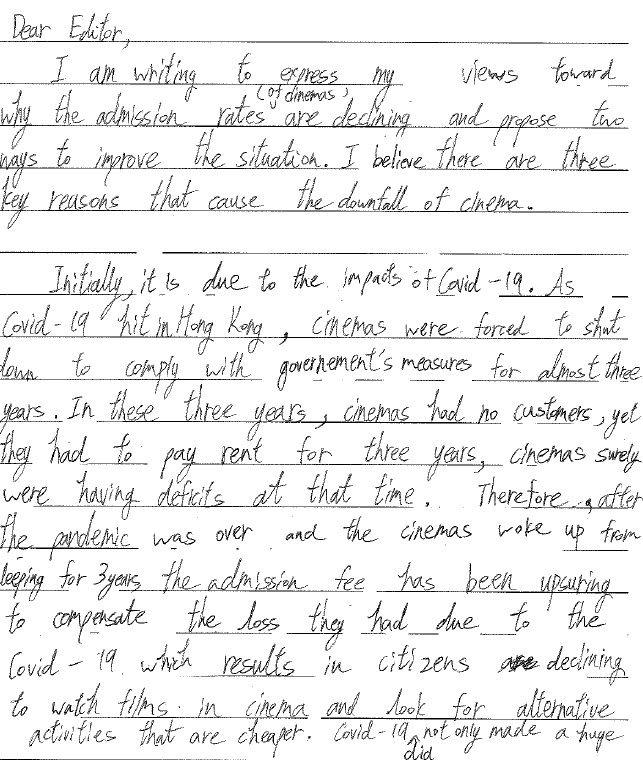 Dear Editor,
I am writing to express my views toward
why the admission rates (of cinemas) are declining and propose two
ways to improve the situation. I believe there are three
key reasons that cause the downfall of cinema.
Initially, it is due to the impacts of Covid-19. As
Covid-19 hit in Hong Kong, cinemas were forced to shut
down to comply with governement's measures for almost three
years. In these three years, cinemas had no customers, yet
they had to pay rent for three years, cinemas surely
were having deficits at that time. Therefore, after
the pandemic was over and the cinemas woke up from
leeping for 3 years the admission fee has been upsuring
to compensate the loss they had due to the
Covid-19 which results in citizens declining
to watch films in cinema and look for alternative
activities that are cheaper. Covid-19 did not only made a huge